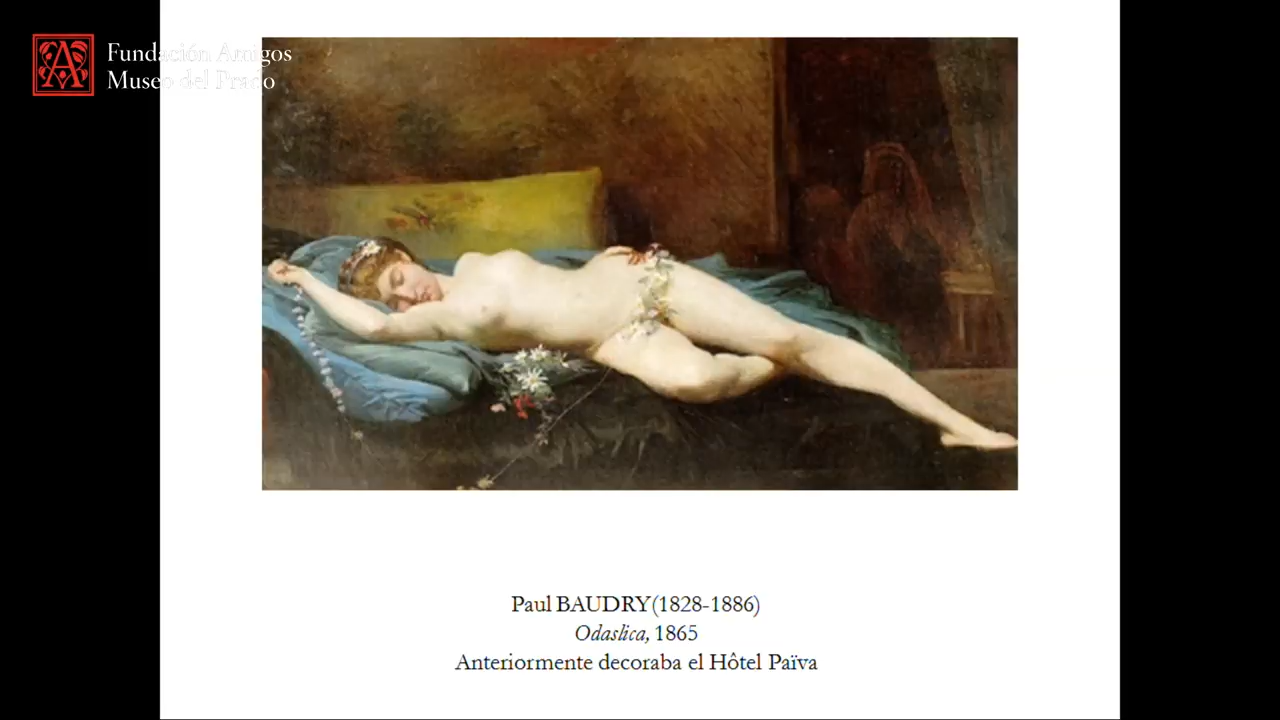 Fundación Amigos
Museo del Prado
Paul BAUDRY(1828-1886)
Odaslica, 1865
Anteriormente decoraba el Hôtel Païva